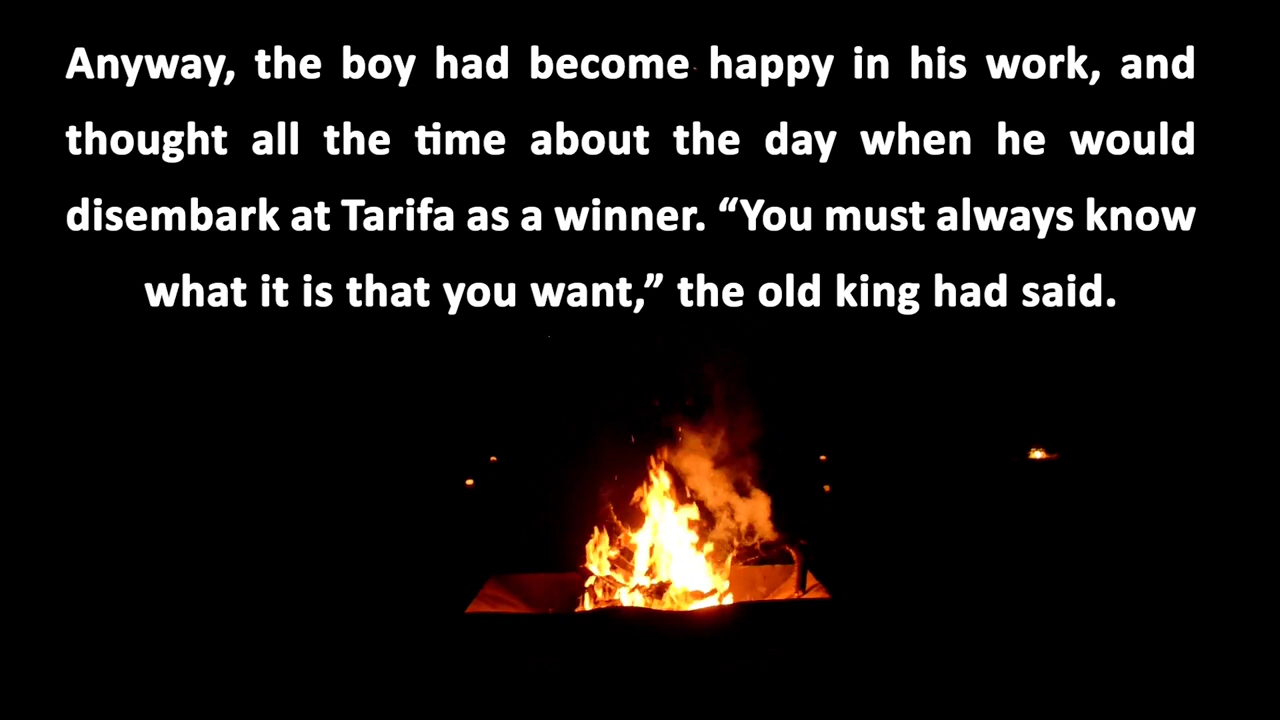 Anyway, the boy had become happy in his work, and
thought all the time about the day when he would
disembark at Tarifa as a winner. “You must always know
what it is that you want,” the old king had said.